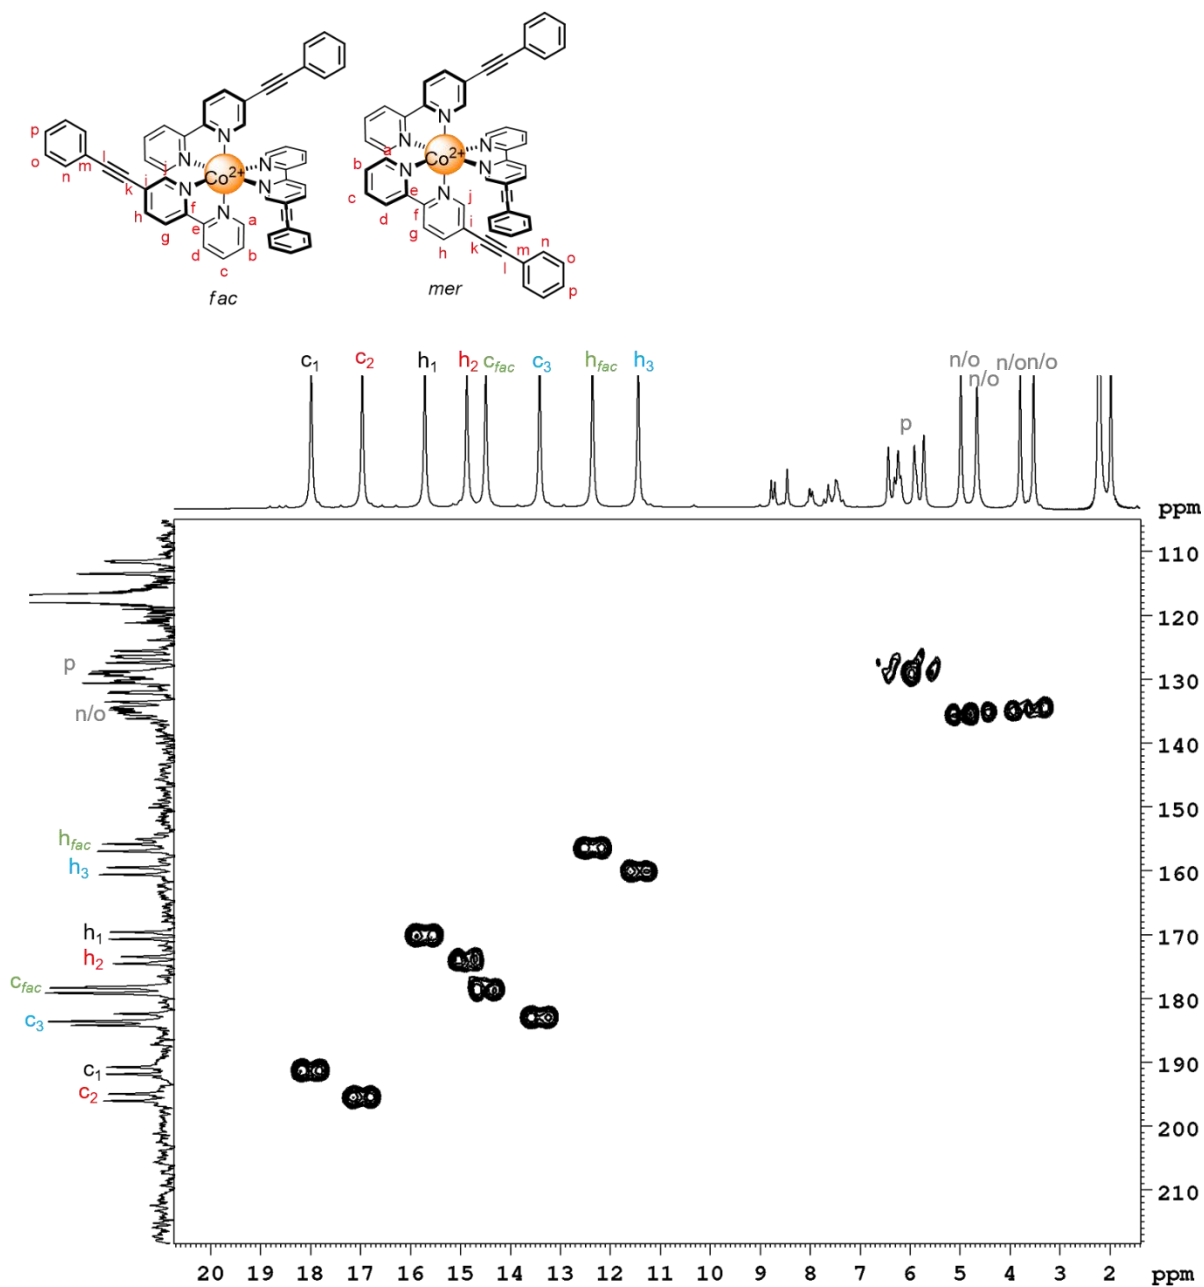 N
N
N
N
N
N
Co2+
p
o
n
m
l
k
i
j
h
g
f
e
d
c
b
a
fac
N
N
N
N
N
N
Co2+
a
b
c
d
e
f
g
h
i
j
k
l
m
n
o
p
mer
c1 c2 h1 h2 cfac c3 hfac h3 p n/o n/o n/o n/o
ppm
110
120
130
140
150
160
170
180
190
200
210
ppm
p
n/o
hfac
h3
h1
h2
cfac
c3
c1
c2
20 19 18 17 16 15 14 13 12 11 10 9 8 7 6 5 4 3 2 ppm